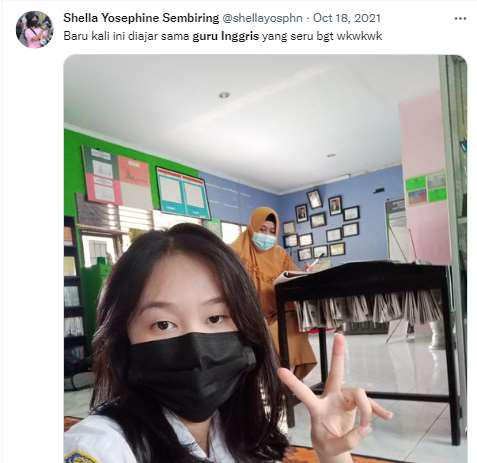 Shella Yosephine Sembiring @shellayosphn · Oct 18, 2021
Baru kali ini diajar sama guru Inggris yang seru bgt wkwkwk